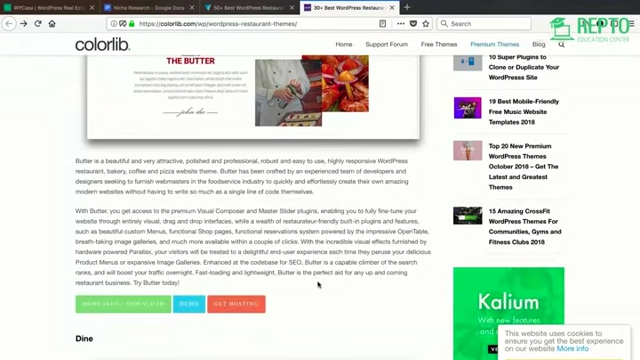 WPCasa | WordPress Real Est
Niche Research - Google Docs
50+ Best WordPress Restaura
30+ Best WordPress Restaura
https://colorlib.com/wp/wordpress-restaurant-themes/
Search
REPTO
EDUCATION CENTER
colorlib.
Home
Support Forum
Free Themes
Premium Themes
Blog
THE BUTTER
john doe
Butter is a beautiful and very attractive, polished and professional, robust and easy to use, highly responsive WordPress
restaurant, bakery, coffee and pizza website theme. Butter has been crafted by an experienced team of developers and
designers seeking to furnish webmasters in the foodservice industry to quickly and effortlessly create their own amazing
modern websites without having to write so much as a single line of code themselves.
With Butter, you get access to the premium Visual Composer and Master Slider plugins, enabling you to fully fine-tune your
website through entirely visual, drag and drop interfaces, while a wealth of restaurateur-friendly built-in plugins and features,
such as beautiful custom Menus, functional Shop pages, functional reservations system powered by the impressive OpenTable,
breath-taking image galleries, and much more available within a couple of clicks. With the incredible visual effects furnished by
hardware powered Parallax, your visitors will be treated to a delightful end-user experience each time they peruse your delicious
Product Menus or expansive Image Galleries. Enhanced at the codebase for SEO, Butter is a capable climber of the search
ranks, and will boost your traffic overnight. Fast-loading and lightweight, Butter is the perfect aid for any up and coming
restaurant business. Try Butter today!
MORE INFO / DOWNLOAD
DEMO
GET HOSTING
Dine
10 Super Plugins to
Clone or Duplicate Your
WordPress Site
19 Best Mobile-Friendly
Free Music Website
Templates 2018
Top 20 New Premium
WordPress Themes
October 2018 – Get The
Latest and Greatest
Themes
15 Amazing CrossFit
WordPress Themes For
Communities, Gyms and
Fitness Clubs 2018
Kalium
With new features
This website uses cookies to
ensure you get the best experience
on our website More info